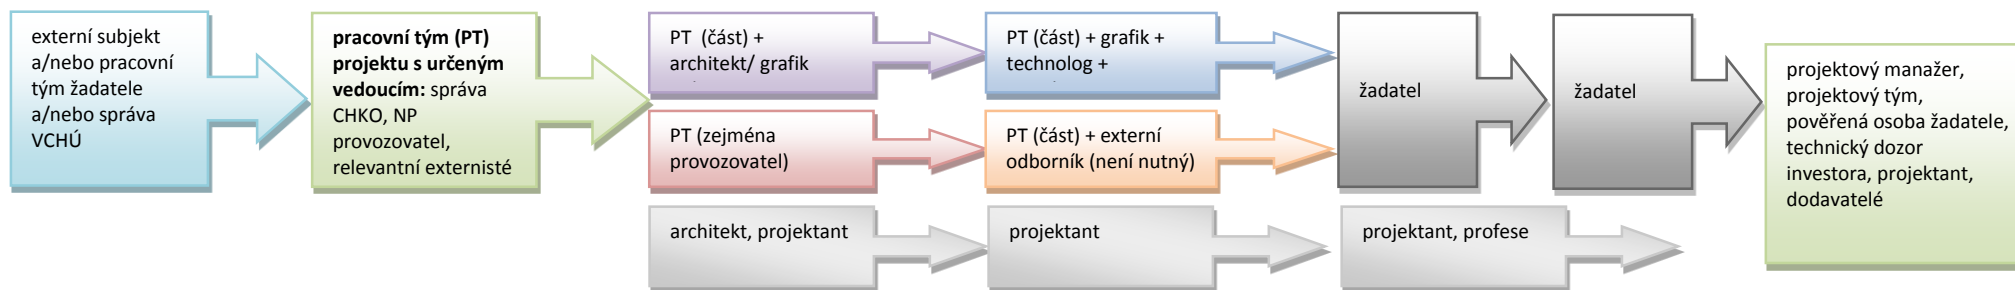 externí subjekt
a/nebo pracovní
tým žadatele
a/nebo správa
VCHÚ
pracovní tým (PT)
projektu s určeným
vedoucím: správa
CHKO, NP
provozovatel,
relevantní externisté
PT (část) +
architekt/ grafik
PT (zejména
provozovatel)
architekt, projektant
PT (část) + grafik +
technolog +
PT (část) + externí
odborník (není nutný)
projektant
žadatel
projektant, profese
žadatel
projektový manažer,
projektový tým,
pověřená osoba žadatele,
technický dozor
investora, projektant,
dodavatelé